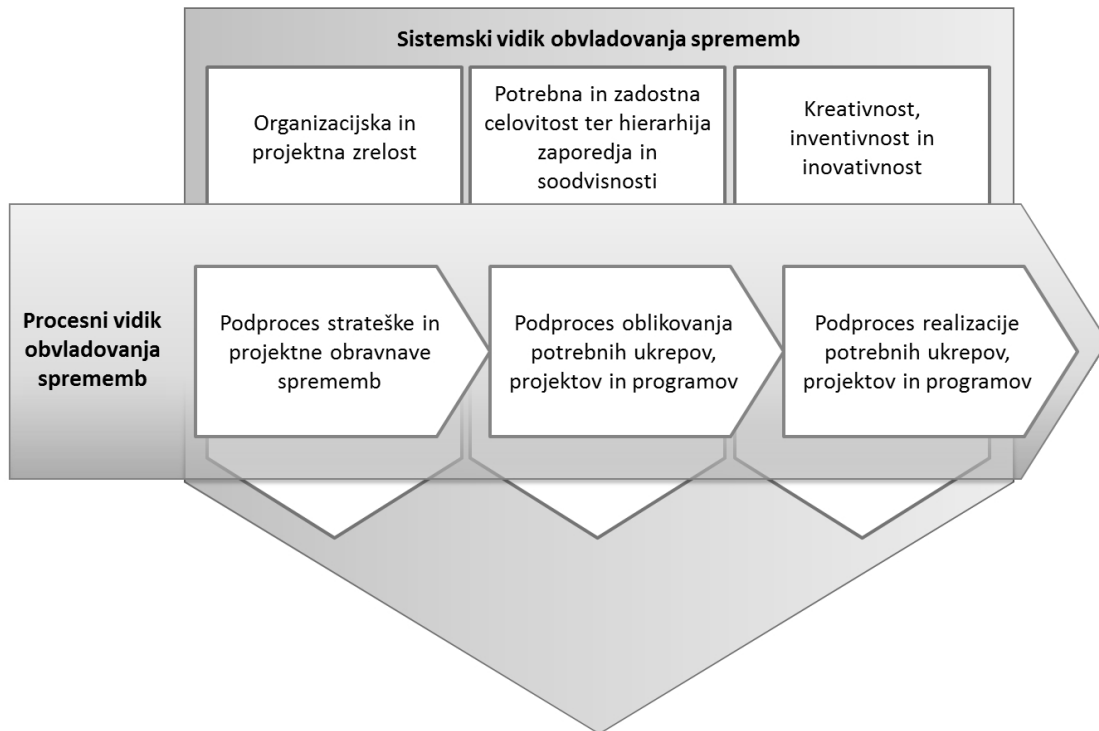 Sistemski vidik obvladovanja sprememb
Organizacijska in
projektna zrelost
Potrebna in zadostna
celovitost ter hierarhija
zaporedja in
soodvisnosti
Kreativnost,
inventivnost in
inovativnost
Procesni vidik
obvladovanja
sprememb
Podproces strateške in
projektne obravnave
sprememb
Podproces oblikovanja
potrebnih ukrepov,
projektov in programov
Podproces realizacije
potrebnih ukrepov,
projektov in programov